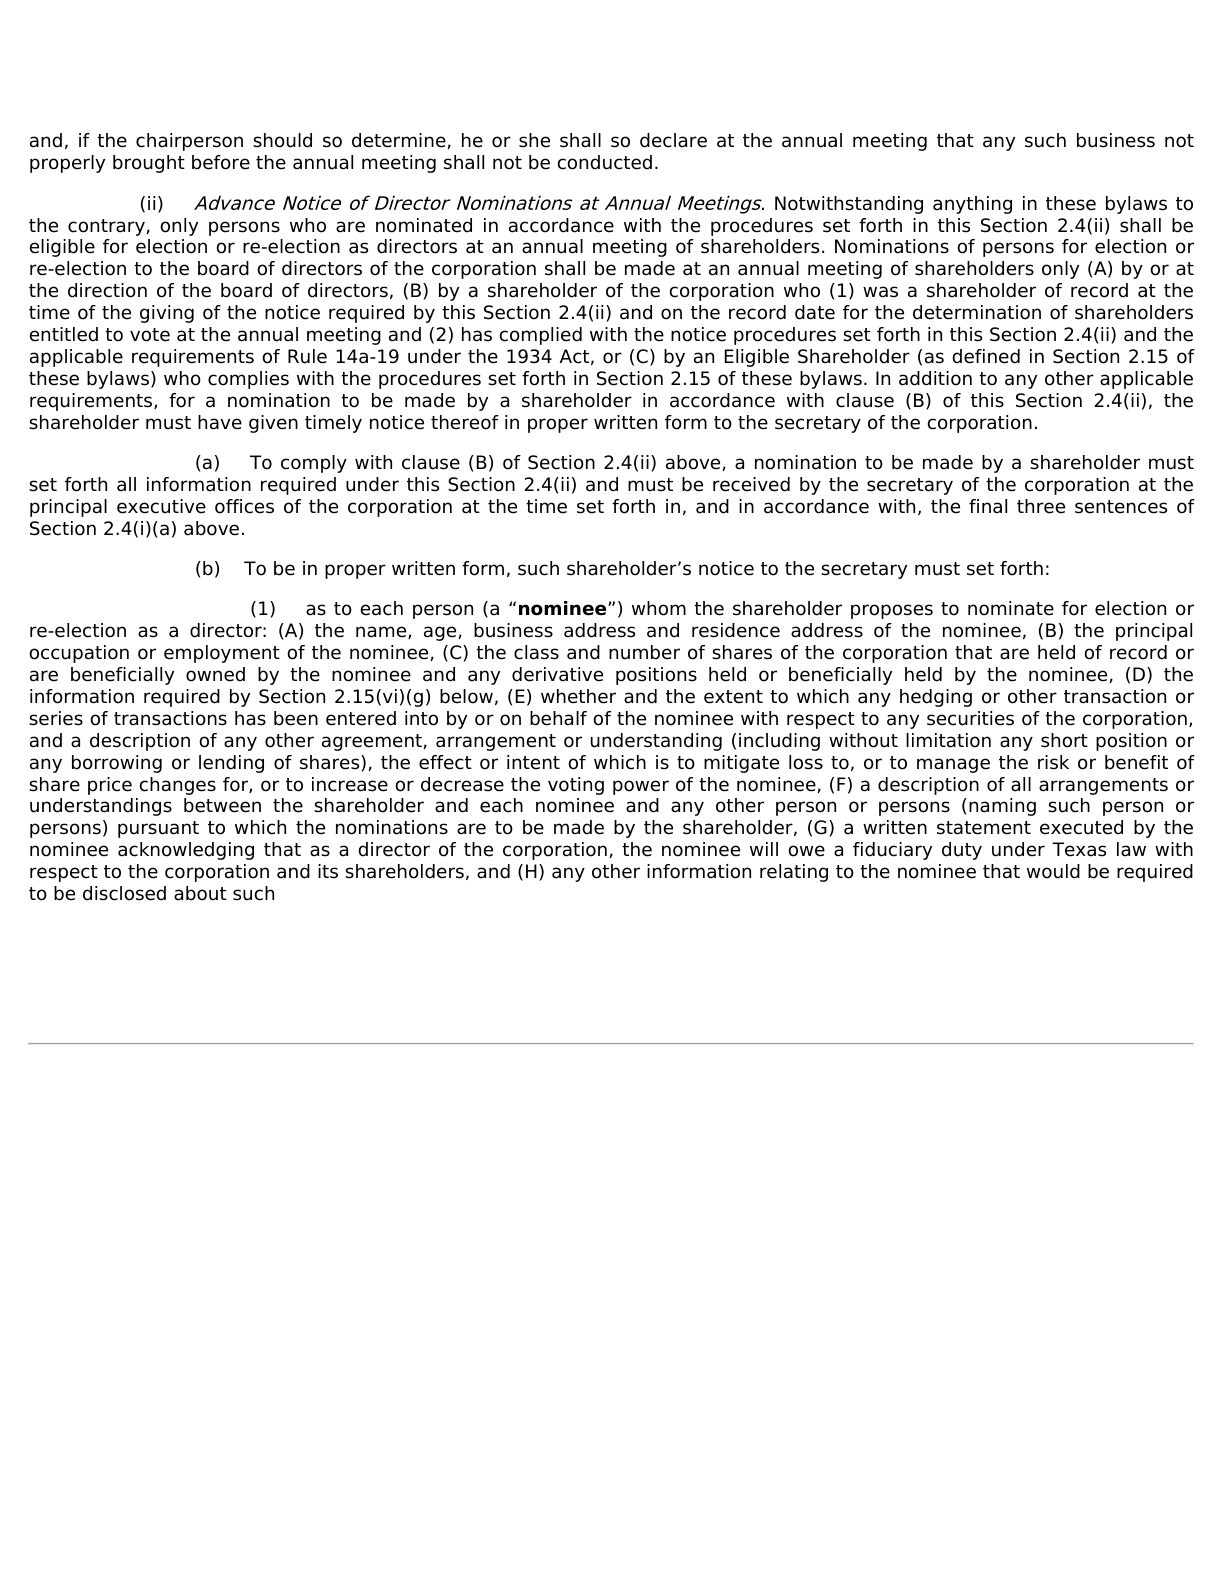 and, if the chairperson should so determine, he or she shall so declare at the annual meeting that any such business not
properly brought before the annual meeting shall not be conducted.
(ii) Advance Notice of Director Nominations at Annual Meetings. Notwithstanding anything in these bylaws to
the contrary, only persons who are nominated in accordance with the procedures set forth in this Section 2.4(ii) shall be
eligible for election or re-election as directors at an annual meeting of shareholders. Nominations of persons for election or
re-election to the board of directors of the corporation shall be made at an annual meeting of shareholders only (A) by or at
the direction of the board of directors, (B) by a shareholder of the corporation who (1) was a shareholder of record at the
time of the giving of the notice required by this Section 2.4(ii) and on the record date for the determination of shareholders
entitled to vote at the annual meeting and (2) has complied with the notice procedures set forth in this Section 2.4(ii) and the
applicable requirements of Rule 14a-19 under the 1934 Act, or (C) by an Eligible Shareholder (as defined in Section 2.15 of
these bylaws) who complies with the procedures set forth in Section 2.15 of these bylaws. In addition to any other applicable
requirements, for a nomination to be made by a shareholder in accordance with clause (B) of this Section 2.4(ii), the
shareholder must have given timely notice thereof in proper written form to the secretary of the corporation.
(a) To comply with clause (B) of Section 2.4(ii) above, a nomination to be made by a shareholder must
set forth all information required under this Section 2.4(ii) and must be received by the secretary of the corporation at the
principal executive offices of the corporation at the time set forth in, and in accordance with, the final three sentences of
Section 2.4(i)(a) above.
(b) To be in proper written form, such shareholder’s notice to the secretary must set forth:
(1) as to each person (a “nominee”) whom the shareholder proposes to nominate for election or
re-election as a director: (A) the name, age, business address and residence address of the nominee, (B) the principal
occupation or employment of the nominee, (C) the class and number of shares of the corporation that are held of record or
are beneficially owned by the nominee and any derivative positions held or beneficially held by the nominee, (D) the
information required by Section 2.15(vi)(g) below, (E) whether and the extent to which any hedging or other transaction or
series of transactions has been entered into by or on behalf of the nominee with respect to any securities of the corporation,
and a description of any other agreement, arrangement or understanding (including without limitation any short position or
any borrowing or lending of shares), the effect or intent of which is to mitigate loss to, or to manage the risk or benefit of
share price changes for, or to increase or decrease the voting power of the nominee, (F) a description of all arrangements or
understandings between the shareholder and each nominee and any other person or persons (naming such person or
persons) pursuant to which the nominations are to be made by the shareholder, (G) a written statement executed by the
nominee acknowledging that as a director of the corporation, the nominee will owe a fiduciary duty under Texas law with
respect to the corporation and its shareholders, and (H) any other information relating to the nominee that would be required
to be disclosed about such